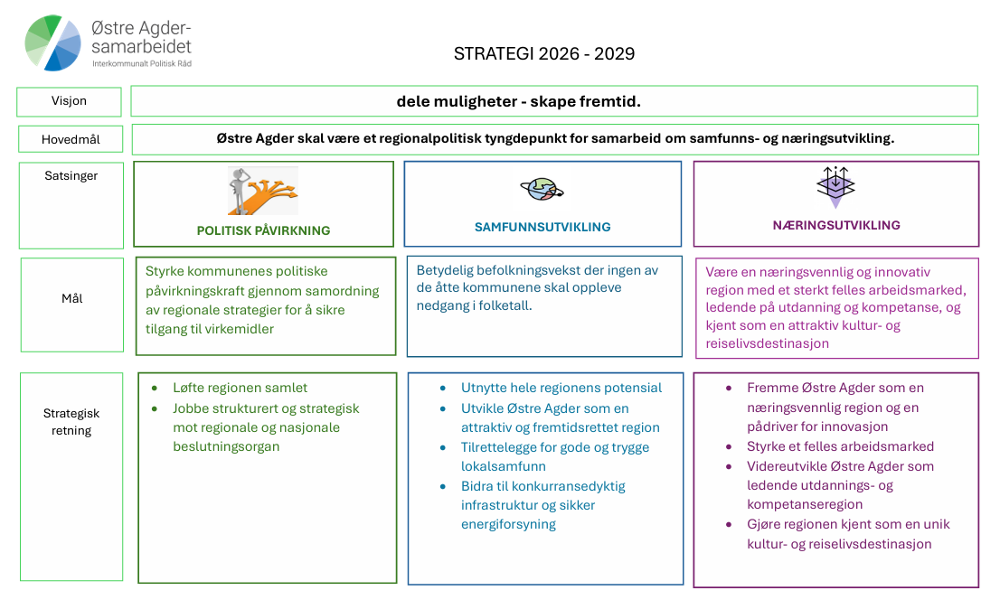 Østre Agder-
samarbeidet
Interkommunalt Politisk Råd
STRATEGI 2026 - 2029
Visjon
dele muligheter - skape fremtid.
Hovedmål
Østre Agder skal være et regionalpolitisk tyngdepunkt for samarbeid om samfunns- og næringsutvikling.
Satsinger
POLITISK PÅVIRKNING
SAMFUNNSUTVIKLING
NÆRINGSUTVIKLING
Mål
Styrke kommunenes politiske
påvirkningskraft gjennom samordning
av regionale strategier for å sikre
tilgang til virkemidler
Betydelig befolkningsvekst der ingen av
de åtte kommunene skal oppleve
nedgang i folketall.
Være en næringsvennlig og innovativ
region med et sterkt felles arbeidsmarked,
ledende på utdanning og kompetanse, og
kjent som en attraktiv kultur- og
reiselivsdestinasjon
Strategisk
retning
• Løfte regionen samlet
• Jobbe strukturert og strategisk
mot regionale og nasjonale
beslutningsorgan
• Utnytte hele regionens potensial
• Utvikle Østre Agder som en
attraktiv og fremtidsrettet region
• Tilrettelegge for gode og trygge
lokalsamfunn
• Bidra til konkurransedyktig
infrastruktur og sikker
energiforsyning
• Fremme Østre Agder som en
næringsvennlig region og en
pådriver for innovasjon
• Styrke et felles arbeidsmarked
• Videreutvikle Østre Agder som
ledende utdannings- og
kompetanseregion
• Gjøre regionen kjent som en unik
kultur- og reiselivsdestinasjon